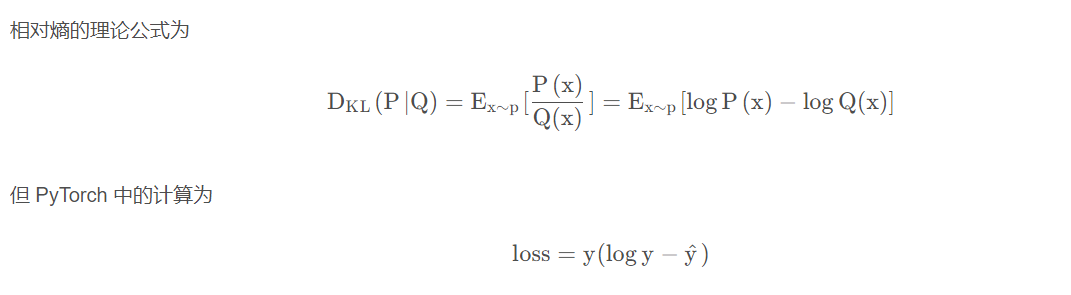 相对熵的理论公式为
D_KL (P |Q) = E_x∼p [ P (x) / Q(x) ] = E_x∼p [log P (x) − log Q(x)]
但 PyTorch 中的计算为
loss = y(log y − ŷ)